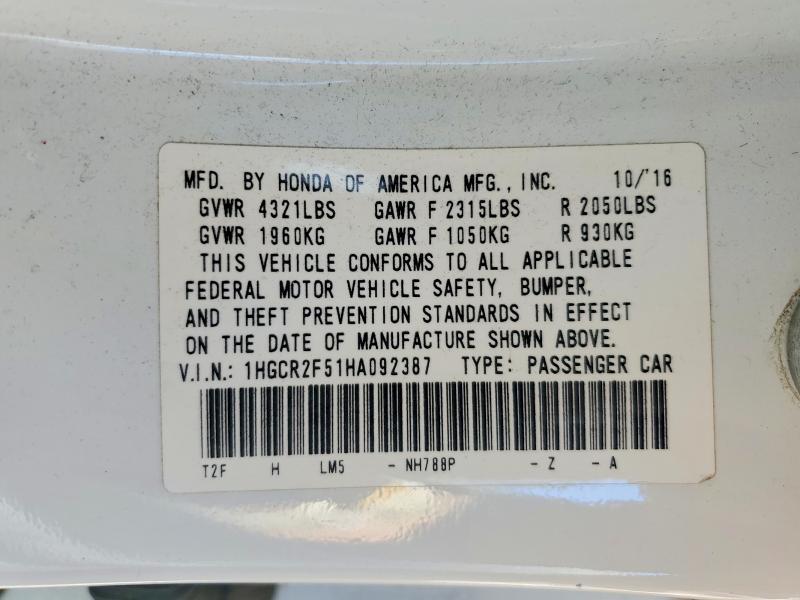 MFD. BY HONDA OF AMERICA MFG., INC. 10/'16
GVWR 4321LBS GAWR F 2315LBS R 2050LBS
GVWR 1960KG GAWR F 1050KG R 930KG
THIS VEHICLE CONFORMS TO ALL APPLICABLE
FEDERAL MOTOR VEHICLE SAFETY, BUMPER,
AND THEFT PREVENTION STANDARDS IN EFFECT
ON THE DATE OF MANUFACTURE SHOWN ABOVE.
V.I.N.: 1HGCR2F51HA092387 TYPE: PASSENGER CAR
T2F H LM5 - NH788P - Z - A